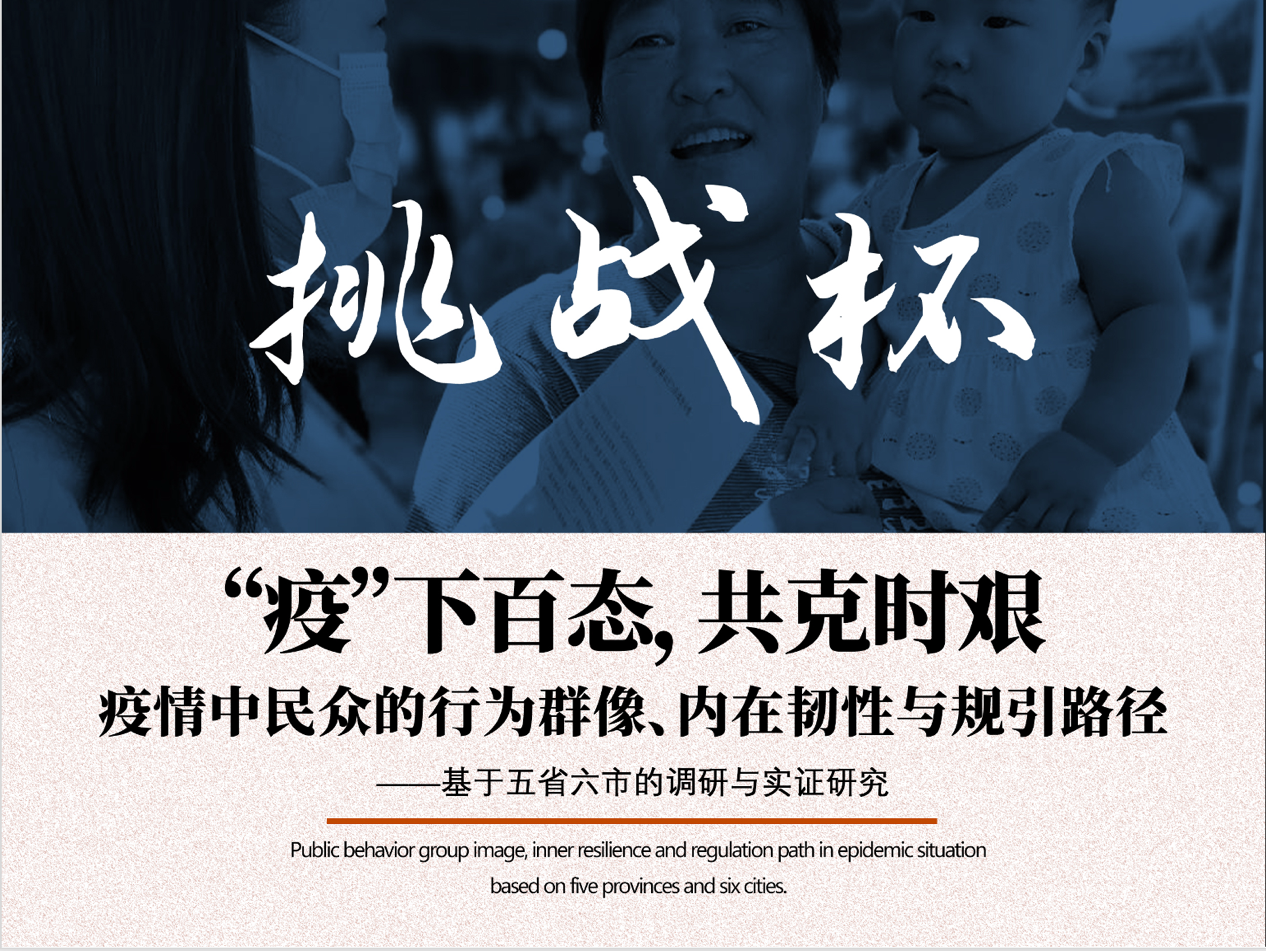 挑战杯
“疫”下百态，共克时艰
疫情中民众的行为群像、内在韧性与规引路径
——基于五省六市的调研与实证研究
Public behavior group image, inner resilience and regulation path in epidemic situation
based on five provinces and six cities.